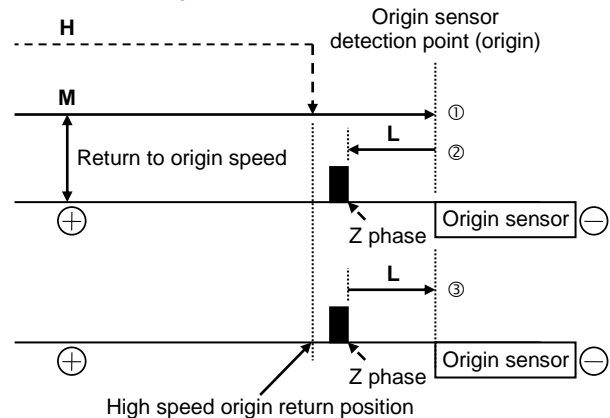 H
Origin sensor
detection point (origin)
M
①
L
②
Return to origin speed
⊕
Z phase
Origin sensor
⊖
L
③
⊕
Z phase
Origin sensor
⊖
High speed origin return position